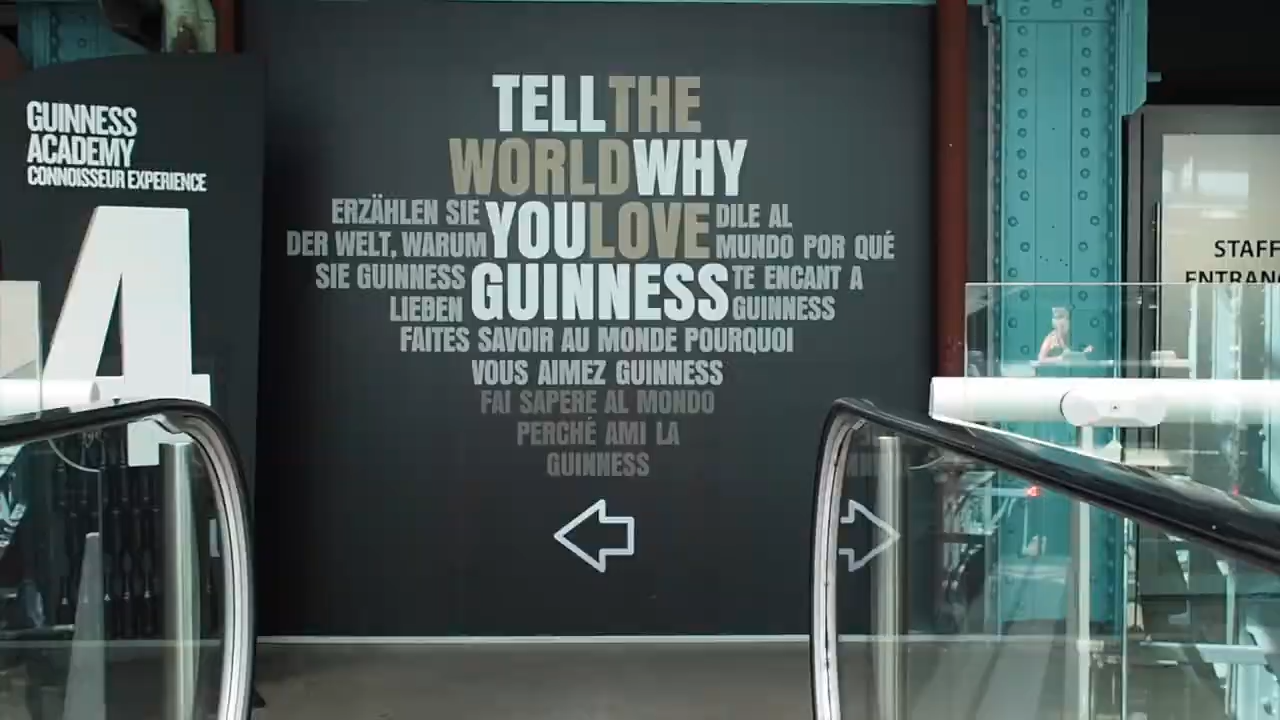 GUINNESS
ACADEMY
CONNOISSEUR EXPERIENCE
4
TELL THE
WORLD WHY
YOU LOVE
GUINNESS
ERZÄHLEN SIE
DER WELT, WARUM
SIE GUINNESS
LIEBEN
DILE AL
MUNDO POR QUÉ
TE ENCANT A
GUINNESS
FAITES SAVOIR AU MONDE POURQUOI
VOUS AIMEZ GUINNESS
FAI SAPERE AL MONDO
PERCHÉ AMI LA
GUINNESS
STAFF